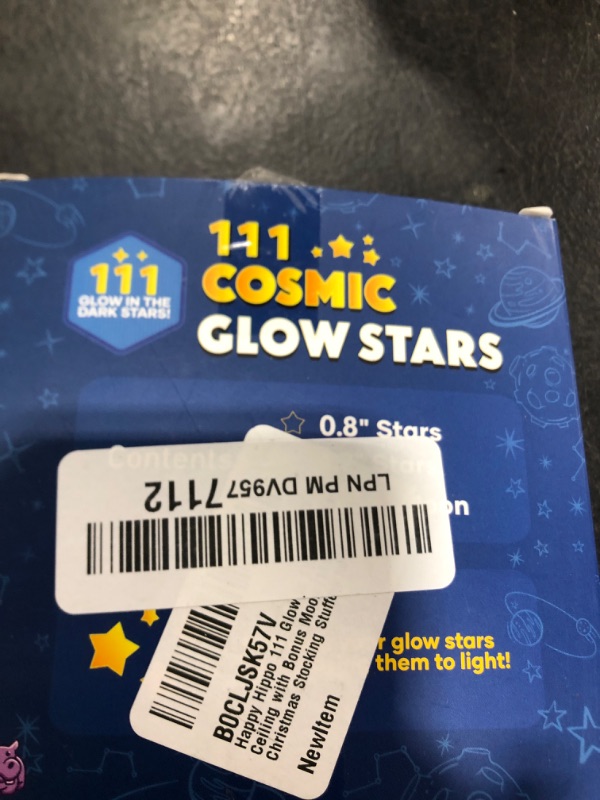 111
GLOW IN THE
DARK STARS!
111
COSMIC
GLOW STARS
0.8" Stars
Contents
LPN PM DV957 7112
on
r glow stars
them to light!
B0CLJSK57V
Happy Hippo 111 Glow
Ceiling with Bonus Moo
Christmas Stocking Stuffe
NewItem